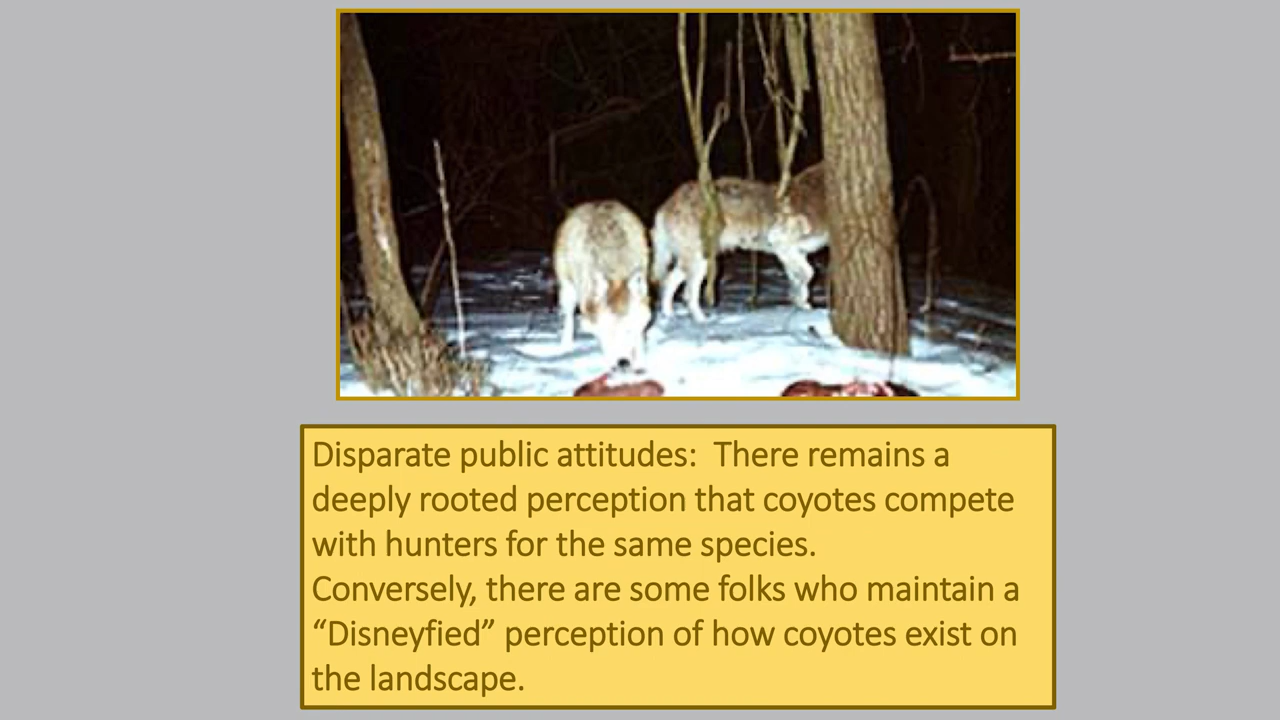 Disparate public attitudes:  There remains a
deeply rooted perception that coyotes compete
with hunters for the same species.
Conversely, there are some folks who maintain a
“Disneyfied” perception of how coyotes exist on
the landscape.